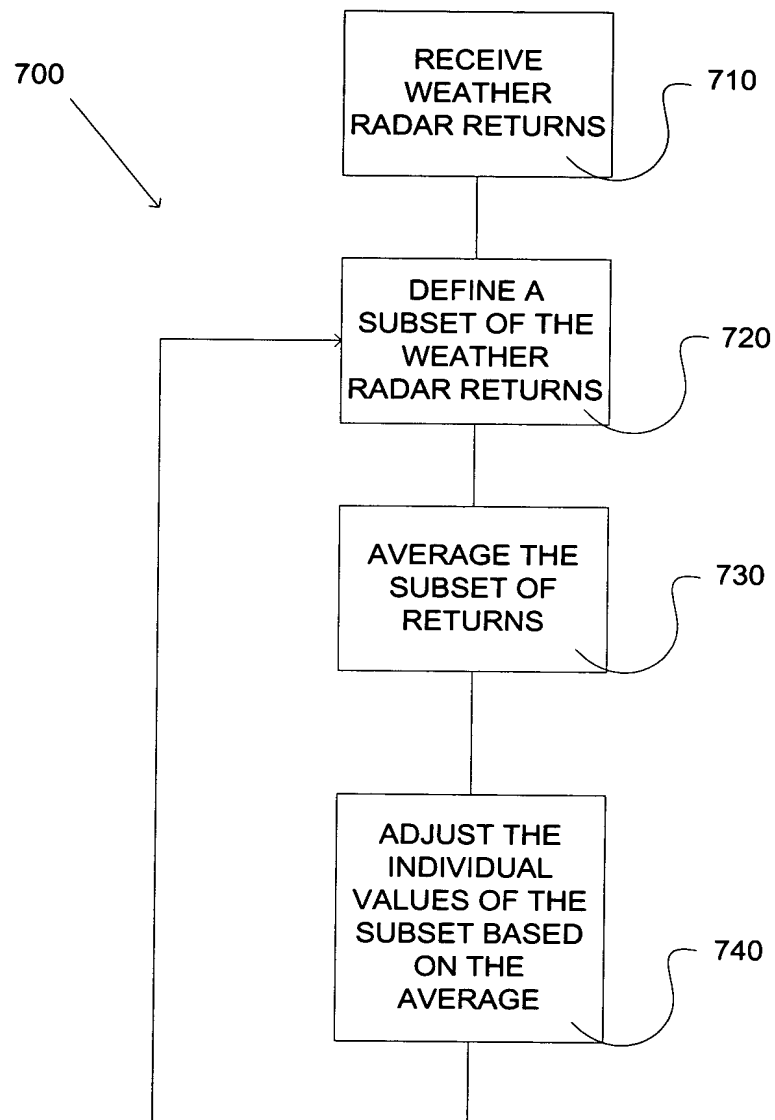 700
RECEIVE
WEATHER
RADAR RETURNS
710
DEFINE A
SUBSET OF THE
WEATHER
RADAR RETURNS
720
AVERAGE THE
SUBSET OF
RETURNS
730
ADJUST THE
INDIVIDUAL
VALUES OF THE
SUBSET BASED
ON THE
AVERAGE
740